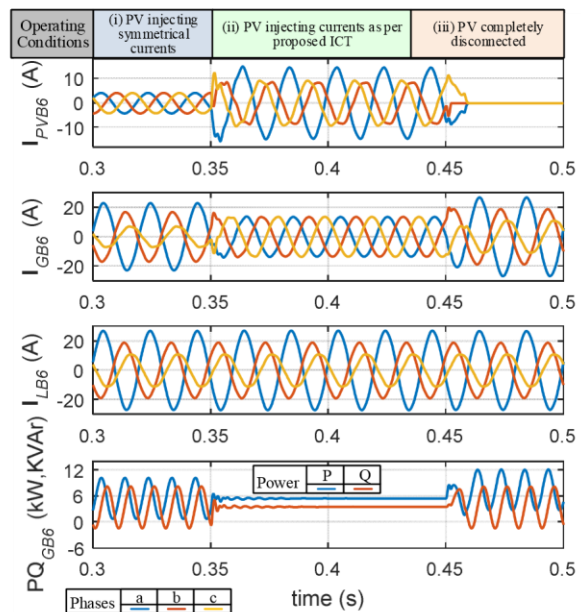 Operating Conditions
(i) PV injecting symmetrical currents
(ii) PV injecting currents as per proposed ICT
(iii) PV completely disconnected
I_PVB6 (A)
10
0
-10
0.3 0.35 0.4 0.45 0.5
I_GB6 (A)
20
0
-20
0.3 0.35 0.4 0.45 0.5
I_LB6 (A)
20
0
-20
0.3 0.35 0.4 0.45 0.5
PQ_GB6 (kW,KVAr)
12
6
0
-6
Power P Q
0.3 0.35 0.4 0.45 0.5
time (s)
Phases a b c